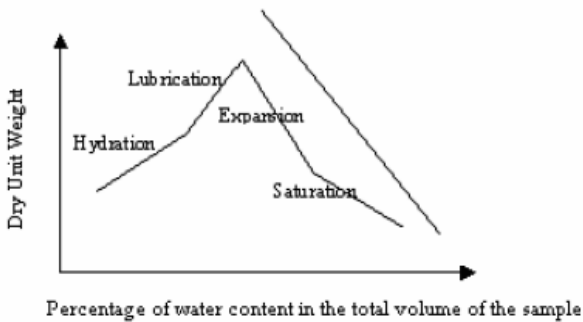 Lubrication
Expansion
Hydration
Saturation
Dry Unit Weight
Percentage of water content in the total volume of the sample